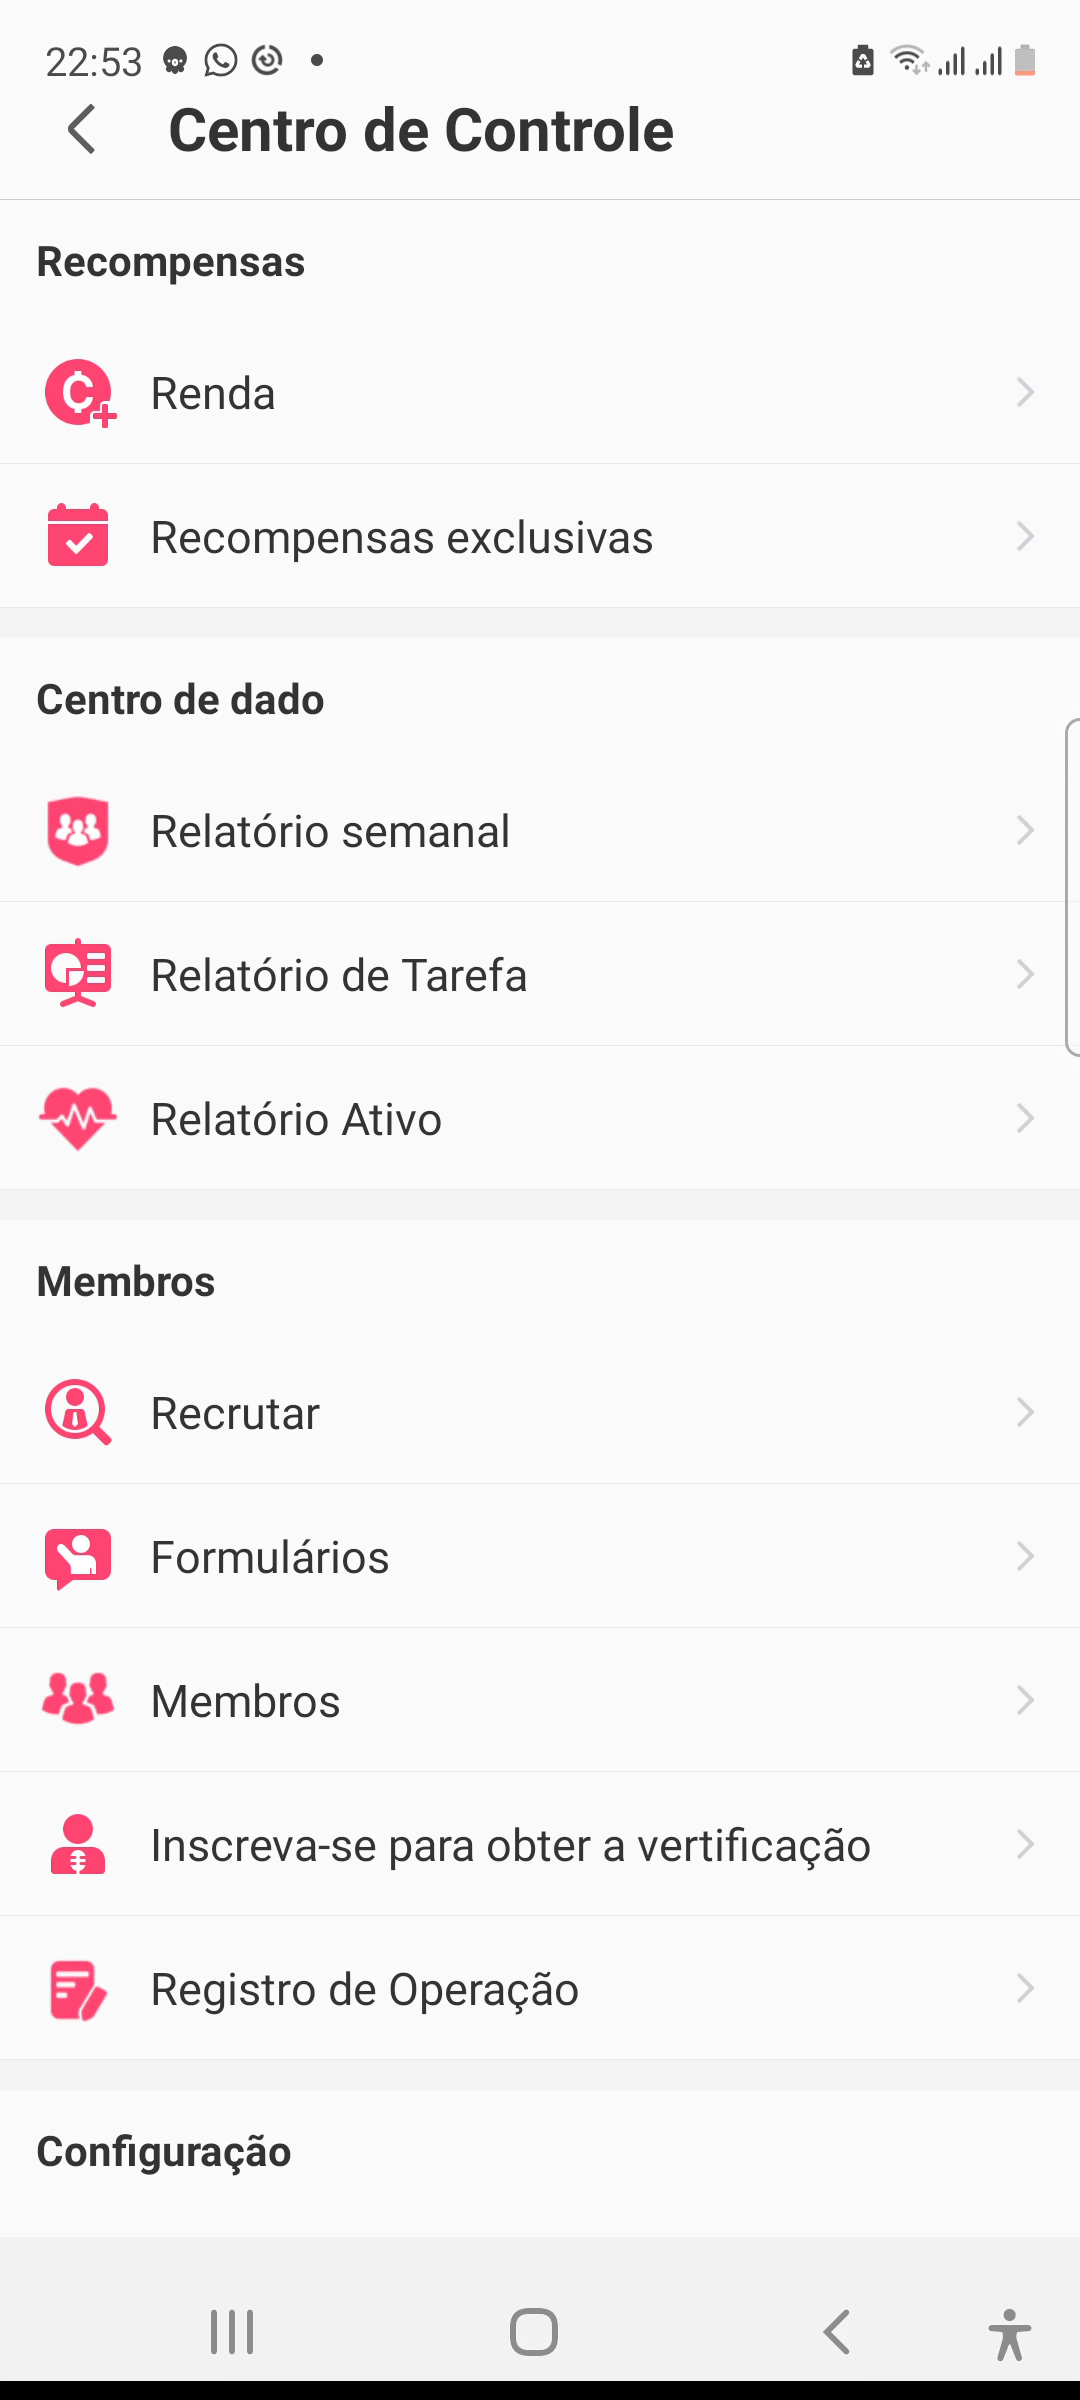 22:53
Centro de Controle
Recompensas
Renda
Recompensas exclusivas
Centro de dado
Relatório semanal
Relatório de Tarefa
Relatório Ativo
Membros
Recrutar
Formulários
Membros
Inscreva-se para obter a vertificação
Registro de Operação
Configuração